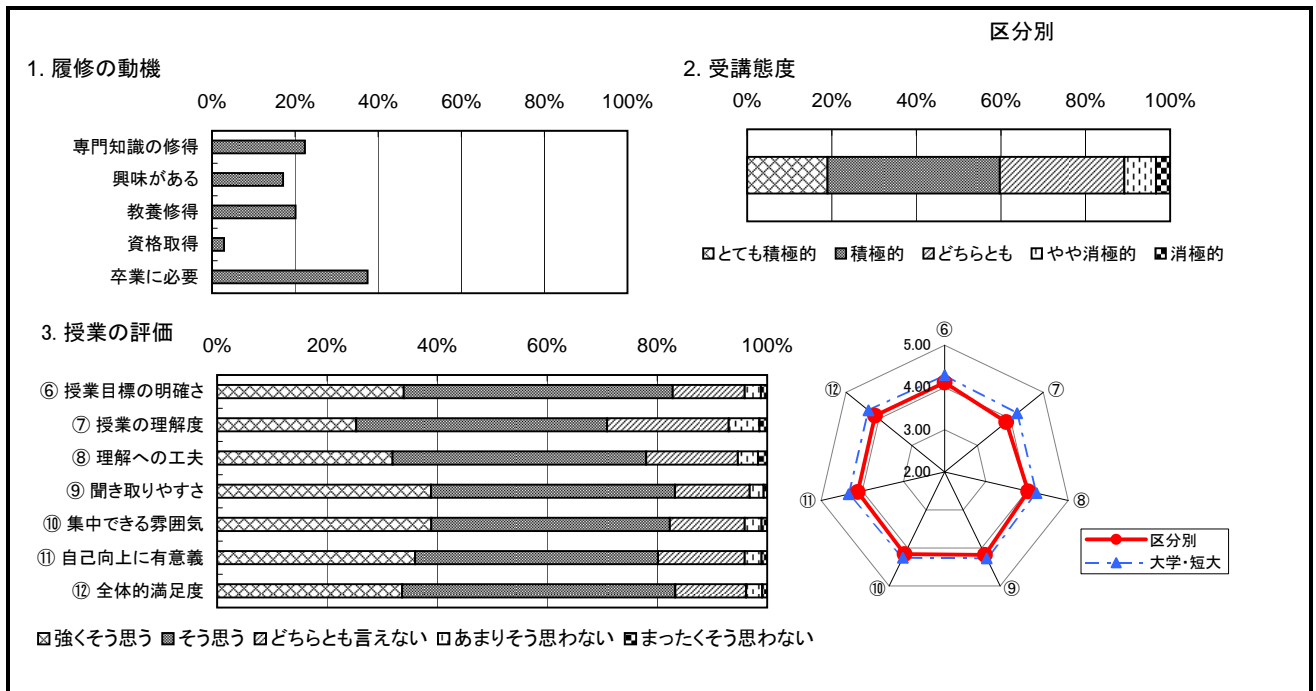 区分別
1. 履修の動機
0% 20% 40% 60% 80% 100%
専門知識の修得
興味がある
教養修得
資格取得
卒業に必要
2. 受講態度
0% 20% 40% 60% 80% 100%
とても積極的 積極的 どちらとも やや消極的 消極的
3. 授業の評価
0% 20% 40% 60% 80% 100%
⑥ 授業目標の明確さ
⑦ 授業の理解度
⑧ 理解への工夫
⑨ 聞き取りやすさ
⑩ 集中できる雰囲気
⑪ 自己向上に有意義
⑫ 全体的満足度
強くそう思う そう思う どちらとも言えない あまりそう思わない まったくそう思わない
⑥
5.00
⑫ 4.00 ⑦
3.00
2.00
⑪ ⑧
⑩ ⑨
区分別
大学・短大